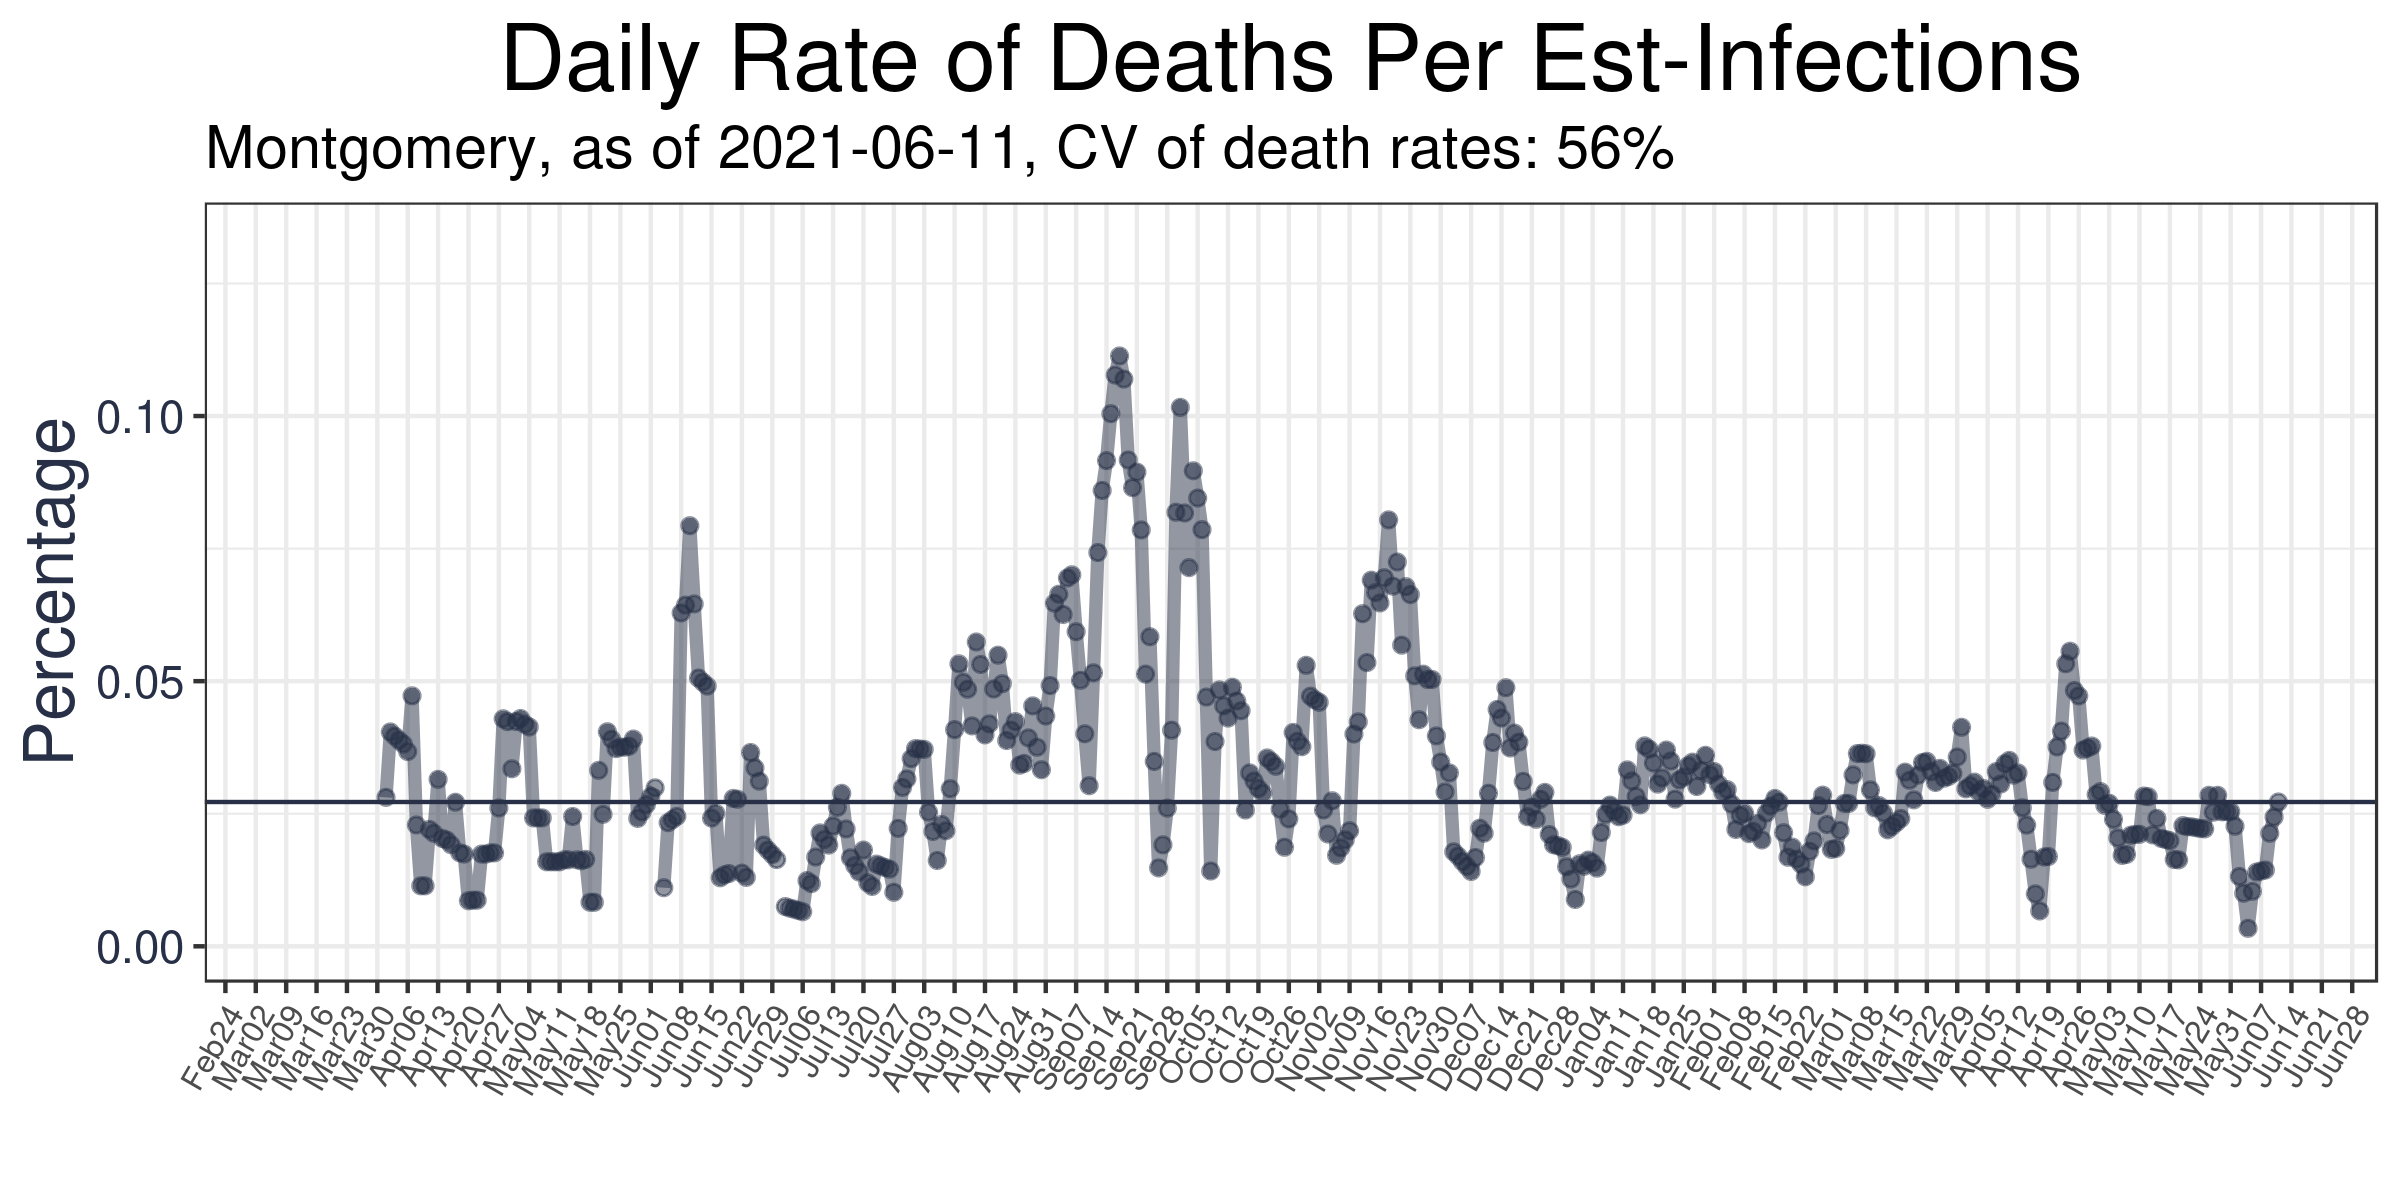 Daily Rate of Deaths Per Est-Infections
Montgomery, as of 2021-06-11, CV of death rates: 56%
Percentage
0.10
0.05
0.00
Feb24
Mar02
Mar09
Mar16
Mar23
Mar30
Apr06
Apr13
Apr20
Apr27
May04
May11
May18
May25
Jun01
Jun08
Jun15
Jun22
Jun29
Jul06
Jul13
Jul20
Jul27
Aug03
Aug10
Aug17
Aug24
Aug31
Sep07
Sep14
Sep21
Sep28
Oct05
Oct12
Oct19
Oct26
Nov02
Nov09
Nov16
Nov23
Nov30
Dec07
Dec14
Dec21
Dec28
Jan04
Jan11
Jan18
Jan25
Feb01
Feb08
Feb15
Feb22
Mar01
Mar08
Mar15
Mar22
Mar29
Apr05
Apr12
Apr19
Apr26
May03
May10
May17
May24
May31
Jun07
Jun14
Jun21
Jun28